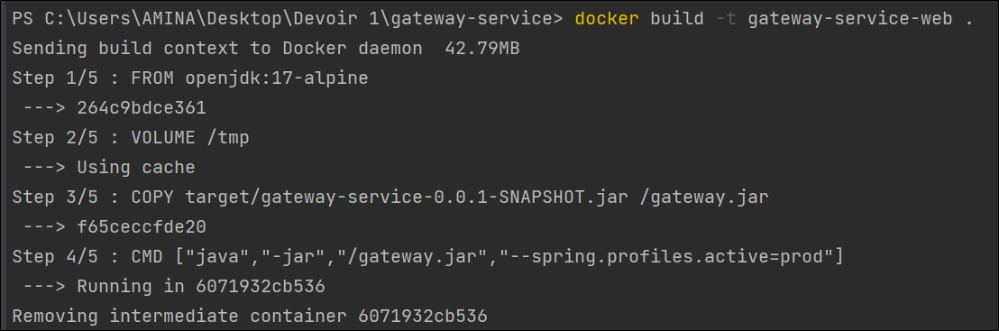 PS C:\Users\AMINA\Desktop\Devoir 1\gateway-service> docker build -t gateway-service-web .
Sending build context to Docker daemon  42.79MB
Step 1/5 : FROM openjdk:17-alpine
 ---> 264c9bdce361
Step 2/5 : VOLUME /tmp
 ---> Using cache
Step 3/5 : COPY target/gateway-service-0.0.1-SNAPSHOT.jar /gateway.jar
 ---> f65ceccfde20
Step 4/5 : CMD ["java","-jar","/gateway.jar","--spring.profiles.active=prod"]
 ---> Running in 6071932cb536
Removing intermediate container 6071932cb536